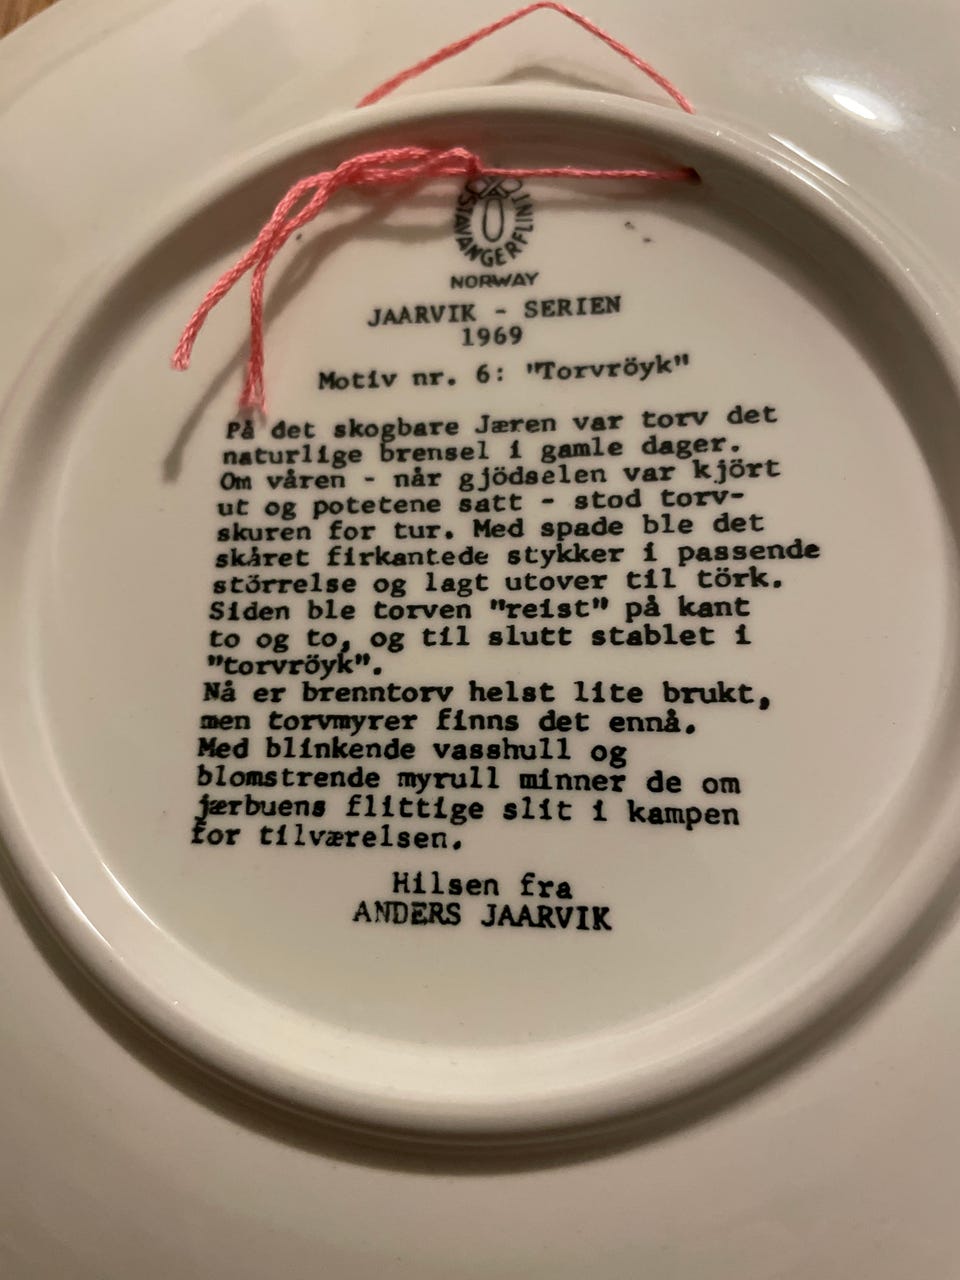 STAVANGERFLINT
NORWAY
JAARVIK - SERIEN
1969
Motiv nr. 6: "Torvröyk"
På det skogbare Jæren var torv det
naturlige brensel i gamle dager.
Om våren - når gjödselen var kjört
ut og potetene satt - stod torv-
skuren for tur. Med spade ble det
skåret firkantede stykker i passende
störrelse og lagt utover til törk.
Siden ble torven "reist" på kant
to og to, og til slutt stablet i
"torvröyk".
Nå er brenntorv helst lite brukt,
men torvmyrer finns det ennå.
Med blinkende vasshull og
blomstrende myrull minner de om
jærbuens flittige slit i kampen
for tilværelsen.
Hilsen fra
ANDERS JAARVIK